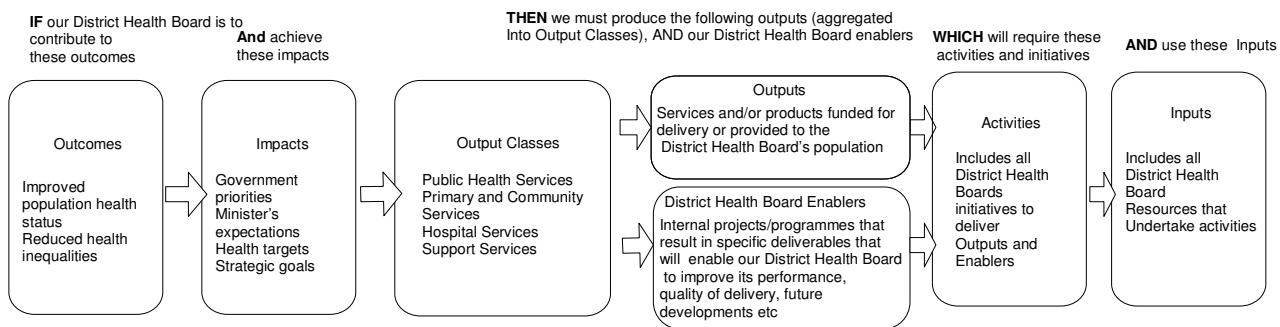 IF our District Health Board is to
contribute to
these outcomes
And achieve
these impacts
THEN we must produce the following outputs (aggregated
Into Output Classes), AND our District Health Board enablers
WHICH will require these
activities and initiatives
AND use these Inputs
Outcomes
Improved
population health
status
Reduced health
inequalities
Impacts
Government
priorities
Minister's
expectations
Health targets
Strategic goals
Output Classes
Public Health Services
Primary and Community
Services
Hospital Services
Support Services
Outputs
Services and/or products funded for
delivery or provided to the
District Health Board's population
District Health Board Enablers
Internal projects/programmes that
result in specific deliverables that
will enable our District Health Board
to improve its performance,
quality of delivery, future
developments etc
Activities
Includes all
District Health
Boards
initiatives to
deliver
Outputs and
Enablers
Inputs
Includes all
District Health
Board
Resources that
Undertake activities